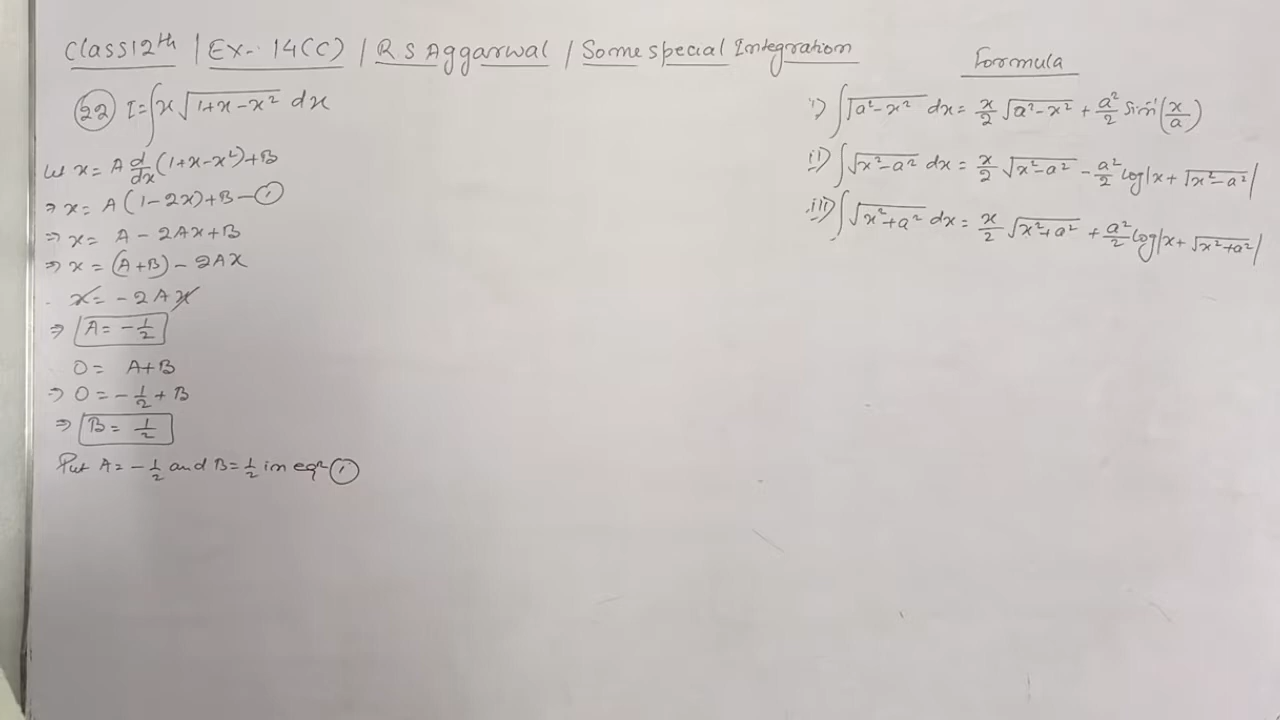 Class 12th / Ex-14(C) / R S Aggarwal / Some special Integration
Formula
(22) I = ∫x√(1+x-x²) dx
i) ∫√(a²-x²) dx = x/2 √(a²-x²) + a²/2 Sin⁻¹(x/a)
ii) ∫√(x²-a²) dx = x/2 √(x²-a²) - a²/2 log|x+√(x²-a²)|
iii) ∫√(x²+a²) dx = x/2 √(x²+a²) + a²/2 log|x+√(x²+a²)|
let x = A d/dx (1+x-x²)+B
⇒ x = A(1-2x)+B—①
⇒ x = A-2Ax+B
⇒ x = (A+B)-2Ax
x = -2Ax
⇒ A = -1/2
0 = A+B
⇒ 0 = -1/2+B
⇒ B = 1/2
Put A = -1/2 and B = 1/2 in eqⁿ ①